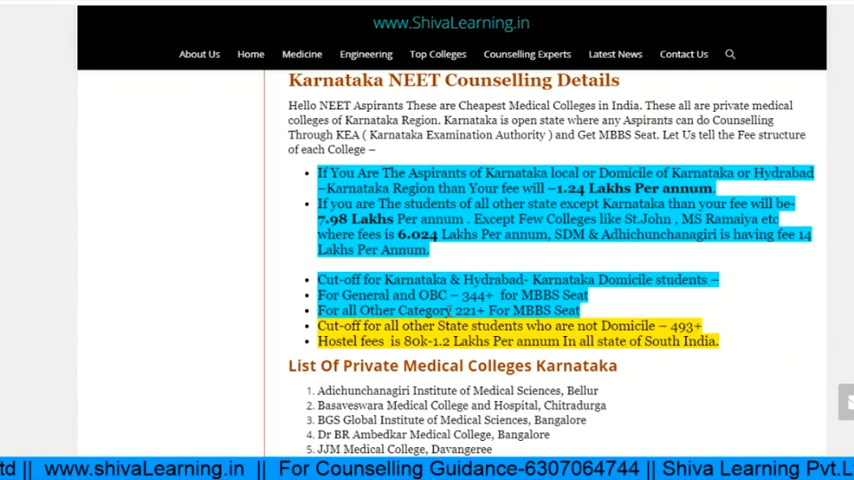 www.ShivaLearning.in
About Us Home Medicine Engineering Top Colleges Counselling Experts Latest News Contact Us
Karnataka NEET Counselling Details
Hello NEET Aspirants These are Cheapest Medical Colleges in India. These all are private medical
colleges of Karnataka Region. Karnataka is open state where any Aspirants can do Counselling
Through KEA ( Karnataka Examination Authority ) and Get MBBS Seat. Let Us tell the Fee structure
of each College –
• If You Are The Aspirants of Karnataka local or Domicile of Karnataka or Hydrabad
–Karnataka Region than Your fee will –1.24 Lakhs Per annum.
• If you are The students of all other state except Karnataka than your fee will be-
7.98 Lakhs Per annum . Except Few Colleges like St.John , MS Ramaiya etc
where fees is 6.024 Lakhs Per annum, SDM & Adhichunchanagiri is having fee 14
Lakhs Per Annum.
• Cut-off for Karnataka & Hydrabad- Karnataka Domicile students –
• For General and OBC – 344+ for MBBS Seat
• For all Other Category 221+ For MBBS Seat
• Cut-off for all other State students who are not Domicile – 493+
• Hostel fees is 80k-1.2 Lakhs Per annum In all state of South India.
List Of Private Medical Colleges Karnataka
1. Adichunchanagiri Institute of Medical Sciences, Bellur
2. Basaveswara Medical College and Hospital, Chitradurga
3. BGS Global Institute of Medical Sciences, Bangalore
4. Dr BR Ambedkar Medical College, Bangalore
5. JJM Medical College, Davangeree
td || www.shivaLearning.in || For Counselling Guidance-6307064744 || Shiva Learning Pvt.L